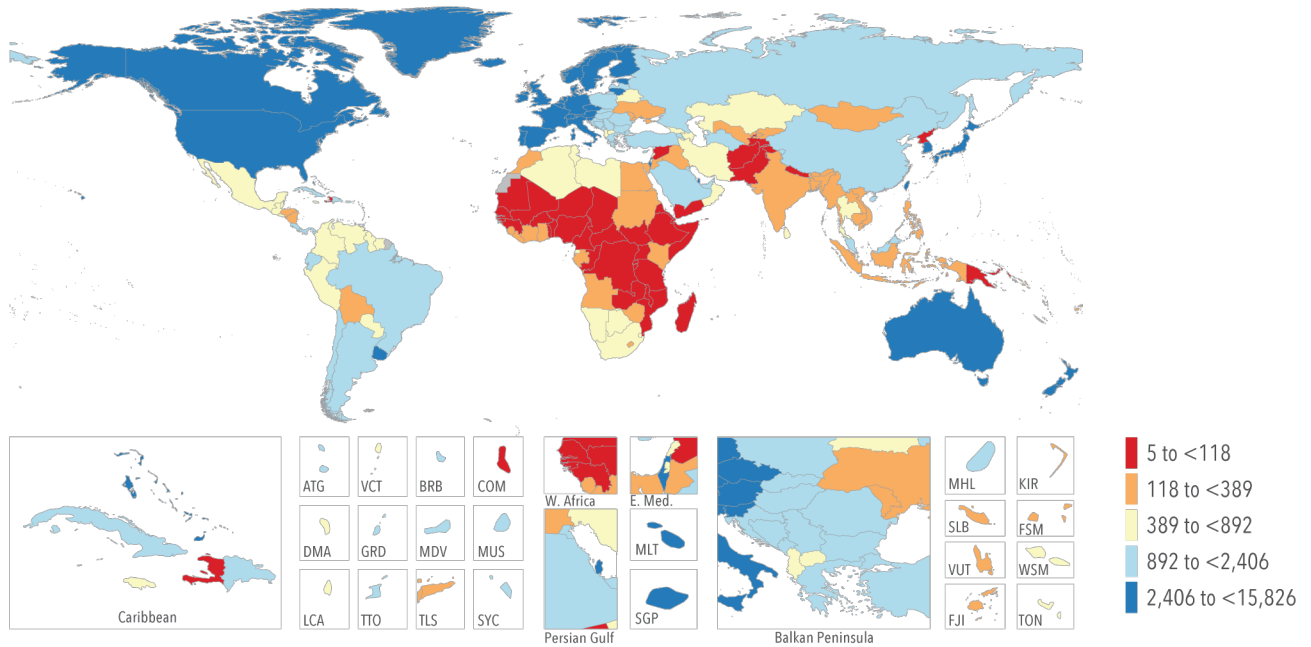 ATG
VCT
BRB
COM
W. Africa
E. Med.
MHL
KIR
5 to <118
118 to <389
389 to <892
892 to <2,406
2,406 to <15,826
DMA
GRD
MDV
MUS
MLT
SLB
FSM
VUT
WSM
LCA
TTO
TLS
SYC
SGP
FJI
TON
Caribbean
Persian Gulf
Balkan Peninsula